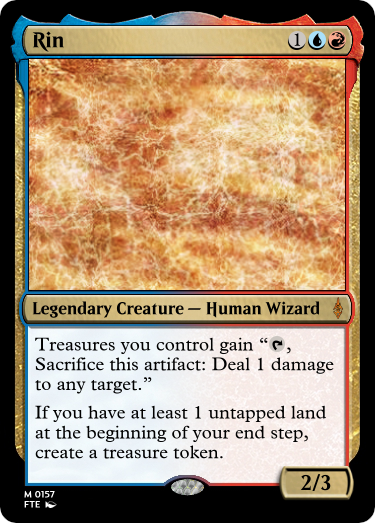 Rin 1
Legendary Creature — Human Wizard
Treasures you control gain “ ,
Sacrifice this artifact: Deal 1 damage
to any target.”
If you have at least 1 untapped land
at the beginning of your end step,
create a treasure token.
2/3
M 0157
FTE